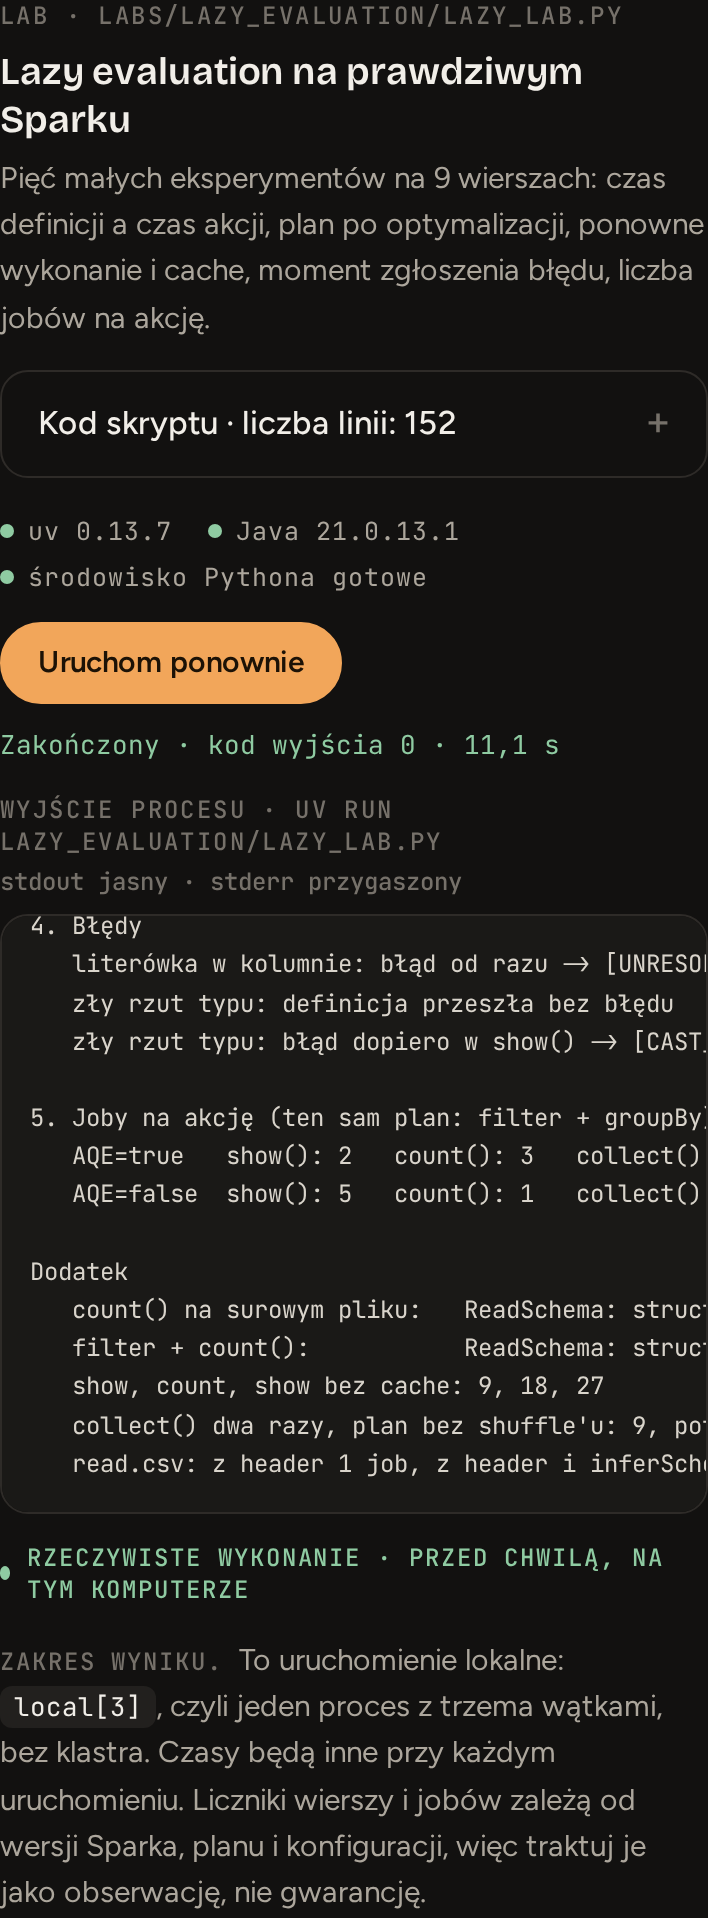 LAB · LABS/LAZY_EVALUATION/LAZY_LAB.PY
Lazy evaluation na prawdziwym
Sparku
Pięć małych eksperymentów na 9 wierszach: czas
definicji a czas akcji, plan po optymalizacji, ponowne
wykonanie i cache, moment zgłoszenia błędu, liczba
jobów na akcję.
Kod skryptu · liczba linii: 152 +
uv 0.13.7 Java 21.0.13.1
środowisko Pythona gotowe
Uruchom ponownie
Zakończony · kod wyjścia 0 · 11,1 s
WYJŚCIE PROCESU · UV RUN
LAZY_EVALUATION/LAZY_LAB.PY
stdout jasny · stderr przygaszony
4. Błędy
literówka w kolumnie: błąd od razu -> [UNRESO
zły rzut typu: definicja przeszła bez błędu
zły rzut typu: błąd dopiero w show() -> [CAST_
5. Joby na akcję (ten sam plan: filter + groupBy)
AQE=true show(): 2 count(): 3 collect()
AQE=false show(): 5 count(): 1 collect()
Dodatek
count() na surowym pliku: ReadSchema: struct
filter + count(): ReadSchema: struct
show, count, show bez cache: 9, 18, 27
collect() dwa razy, plan bez shuffle'u: 9, pot
read.csv: z header 1 job, z header i inferSche
RZECZYWISTE WYKONANIE · PRZED CHWILĄ, NA
TYM KOMPUTERZE
ZAKRES WYNIKU. To uruchomienie lokalne:
local[3], czyli jeden proces z trzema wątkami,
bez klastra. Czasy będą inne przy każdym
uruchomieniu. Liczniki wierszy i jobów zależą od
wersji Sparka, planu i konfiguracji, więc traktuj je
jako obserwację, nie gwarancję.